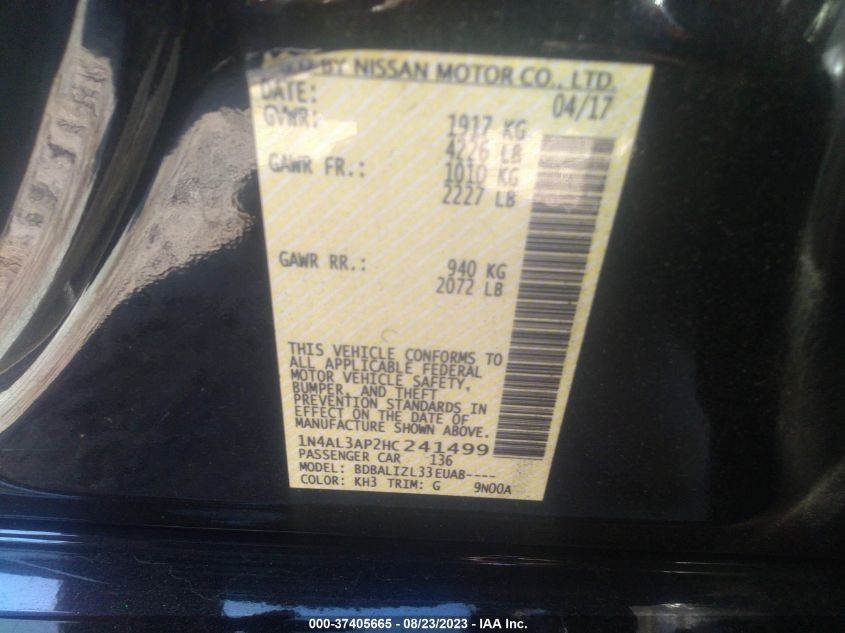 BY NISSAN MOTOR CO., LTD.
DATE: 04/17
GVWR: 1917 KG
4226 LB
GAWR FR.: 1010 KG
2227 LB
GAWR RR.: 940 KG
2072 LB
THIS VEHICLE CONFORMS TO
ALL APPLICABLE FEDERAL
MOTOR VEHICLE SAFETY,
BUMPER, AND THEFT
PREVENTION STANDARDS IN
EFFECT ON THE DATE OF
MANUFACTURE SHOWN ABOVE.
1N4AL3AP2HC241499
PASSENGER CAR 136
MODEL: BDBALIZL33EUAB----
COLOR: KH3 TRIM: G 9N00A
000-37405665 - 08/23/2023 - IAA Inc.